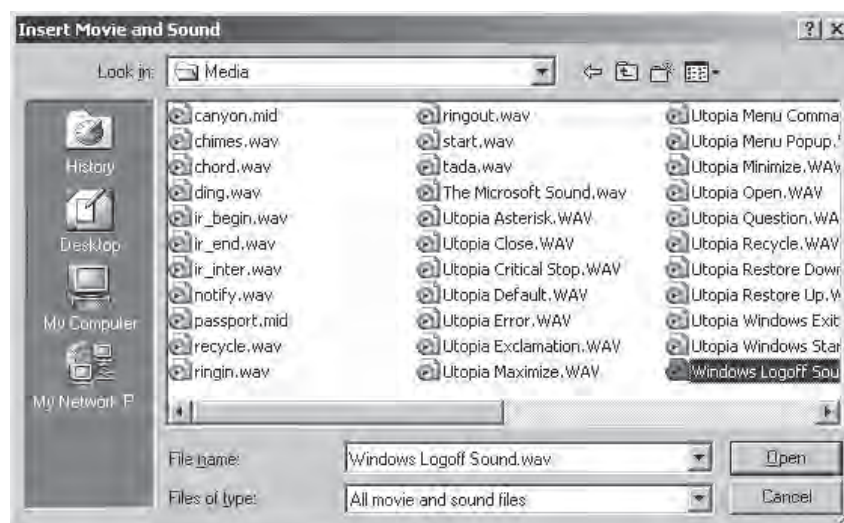 Insert Movie and Sound
Look in:
Media
History
Desktop
My Computer
My Network P
canyon.mid
chimes.wav
chord.wav
ding.wav
ir_begin.wav
ir_end.wav
ir_inter.wav
notify.wav
passport.mid
recycle.wav
ringin.wav
ringout.wav
start.wav
tada.wav
The Microsoft Sound.wav
Utopia Asterisk.WAV
Utopia Close.WAV
Utopia Critical Stop.WAV
Utopia Default.WAV
Utopia Error.WAV
Utopia Exclamation.WAV
Utopia Maximize.WAV
Utopia Menu Comma
Utopia Menu Popup.
Utopia Minimize.WAV
Utopia Open.WAV
Utopia Question.WA
Utopia Recycle.WAV
Utopia Restore Down
Utopia Restore Up.W
Utopia Windows Exit
Utopia Windows Star
Windows Logoff Sou
File name:
Windows Logoff Sound.wav
Open
Files of type:
All movie and sound files
Cancel